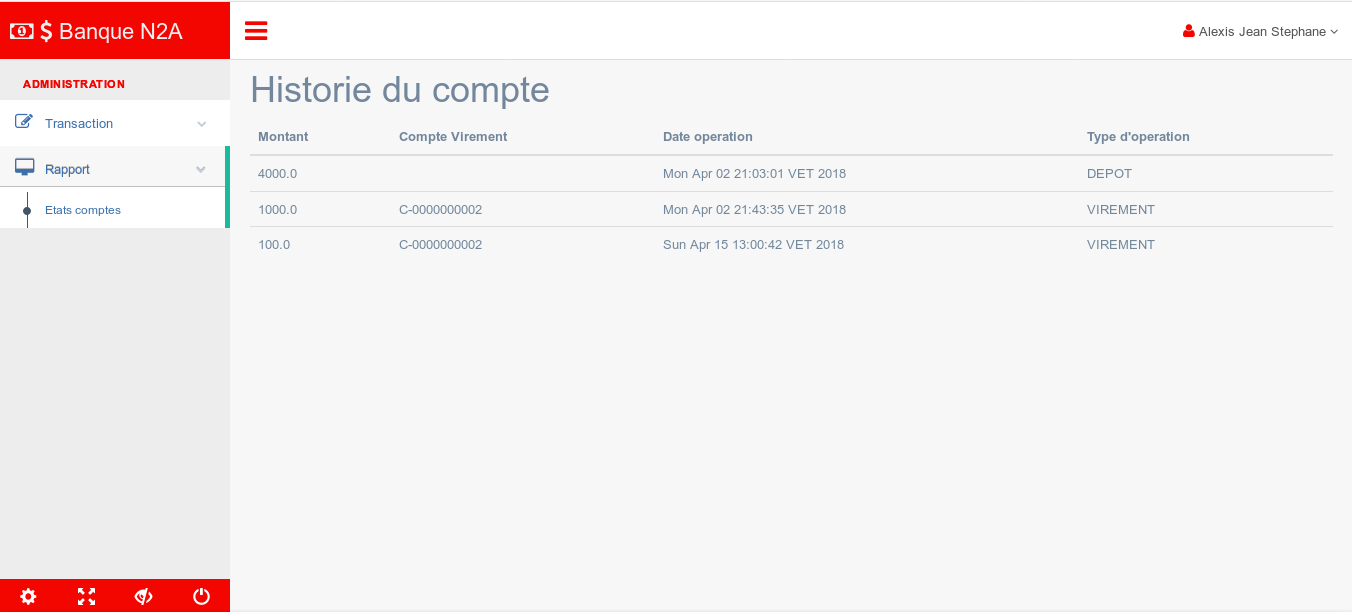 $ Banque N2A
Alexis Jean Stephane
ADMINISTRATION
Transaction
Rapport
Etats comptes
Historie du compte
Montant Compte Virement Date operation Type d'operation
4000.0 Mon Apr 02 21:03:01 VET 2018 DEPOT
1000.0 C-0000000002 Mon Apr 02 21:43:35 VET 2018 VIREMENT
100.0 C-0000000002 Sun Apr 15 13:00:42 VET 2018 VIREMENT